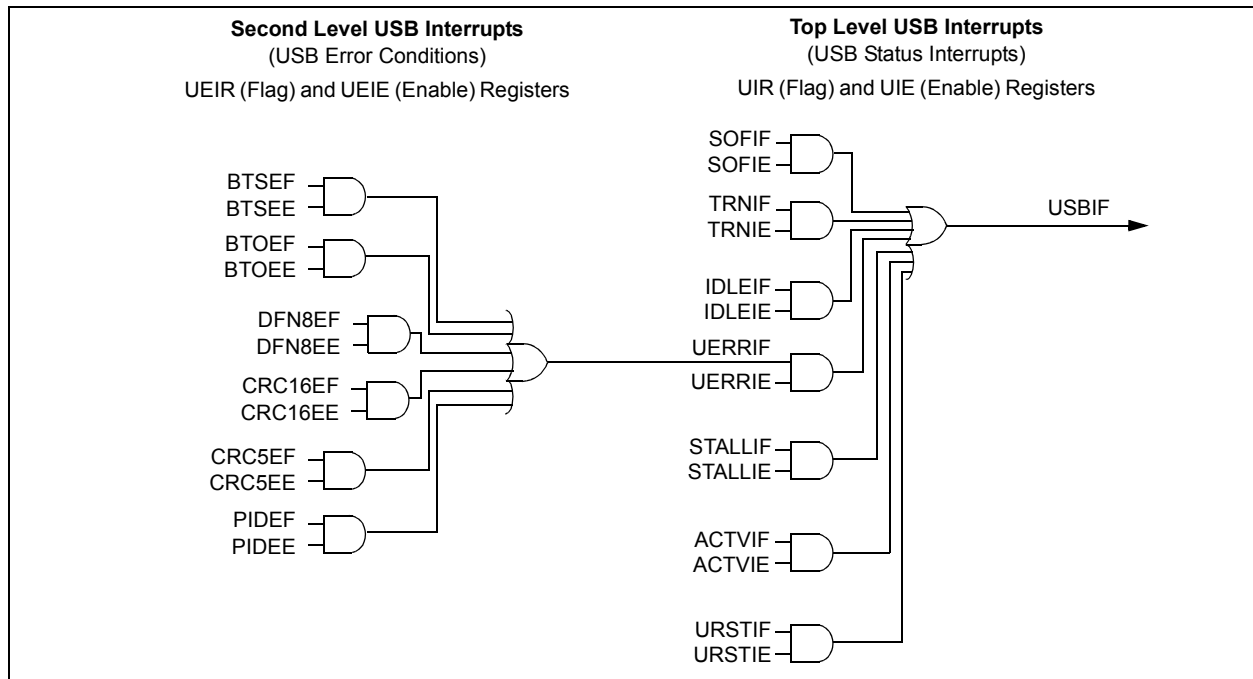 Second Level USB Interrupts
(USB Error Conditions)
UEIR (Flag) and UEIE (Enable) Registers
Top Level USB Interrupts
(USB Status Interrupts)
UIR (Flag) and UIE (Enable) Registers
BTSEF
BTSEE
BTOEF
BTOEE
DFN8EF
DFN8EE
CRC16EF
CRC16EE
CRC5EF
CRC5EE
PIDEF
PIDEE
SOFIF
SOFIE
TRNIF
TRNIE
IDLEIF
IDLEIE
UERRIF
UERRIE
STALLIF
STALLIE
ACTVIF
ACTVIE
URSTIF
URSTIE
USBIF